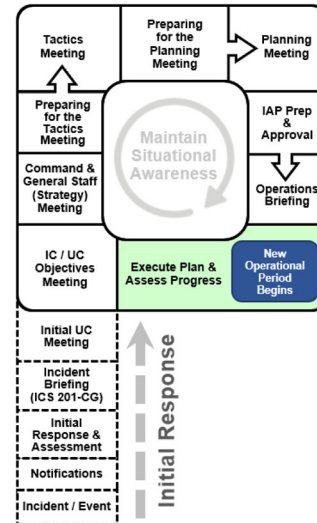 Tactics
Meeting
Preparing
for the
Planning
Meeting
Planning
Meeting
Preparing
for the
Tactics
Meeting
Maintain
Situational
Awareness
IAP Prep
&
Approval
Command &
General Staff
(Strategy)
Meeting
Operations
Briefing
IC / UC
Objectives
Meeting
Execute Plan &
Assess Progress
New
Operational
Period
Begins
Initial UC
Meeting
Incident
Briefing
(ICS 201-CG)
Initial
Response &
Assessment
Notifications
Incident / Event
Initial Response